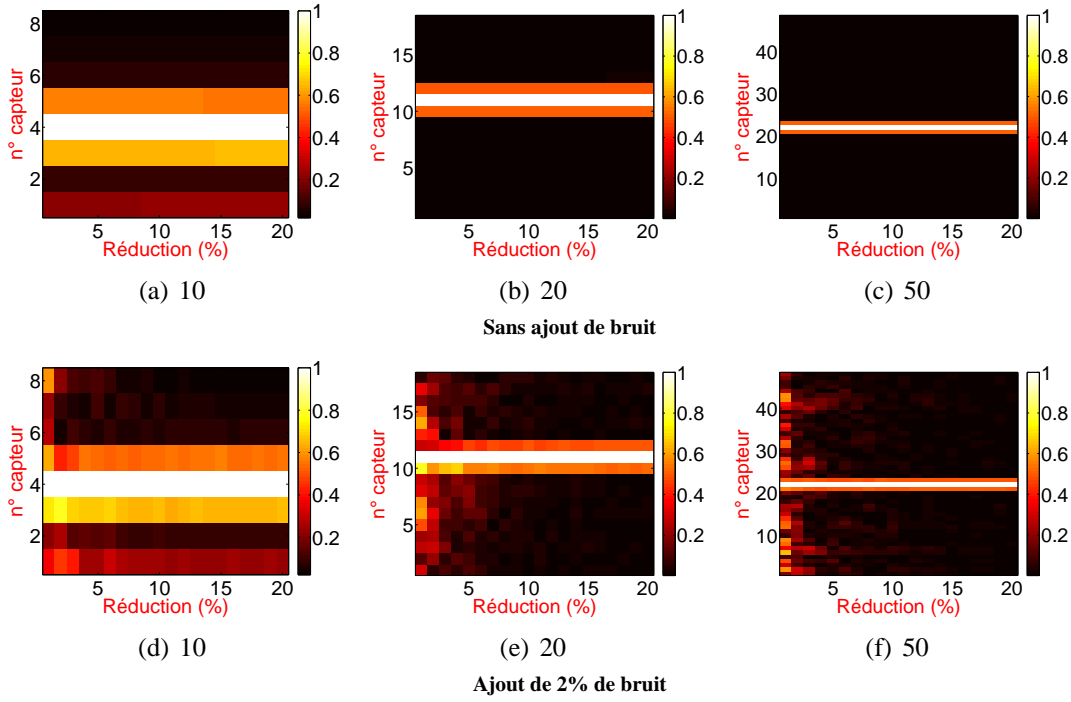 8
6
4
2
n° capteur
5 10 15 20
Réduction (%)
1
0.8
0.6
0.4
0.2
(a) 10
15
10
5
n° capteur
5 10 15 20
Réduction (%)
1
0.8
0.6
0.4
0.2
(b) 20
40
30
20
10
n° capteur
5 10 15 20
Réduction (%)
1
0.8
0.6
0.4
0.2
(c) 50
Sans ajout de bruit
8
6
4
2
n° capteur
5 10 15 20
Réduction (%)
1
0.8
0.6
0.4
0.2
(d) 10
15
10
5
n° capteur
5 10 15 20
Réduction (%)
1
0.8
0.6
0.4
0.2
(e) 20
40
30
20
10
n° capteur
5 10 15 20
Réduction (%)
1
0.8
0.6
0.4
0.2
(f) 50
Ajout de 2% de bruit